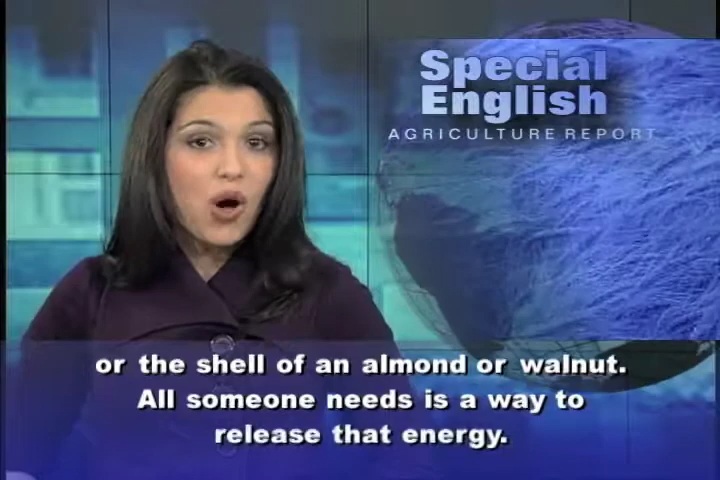 Special
English
AGRICULTURE REPORT
or the shell of an almond or walnut.
All someone needs is a way to
release that energy.